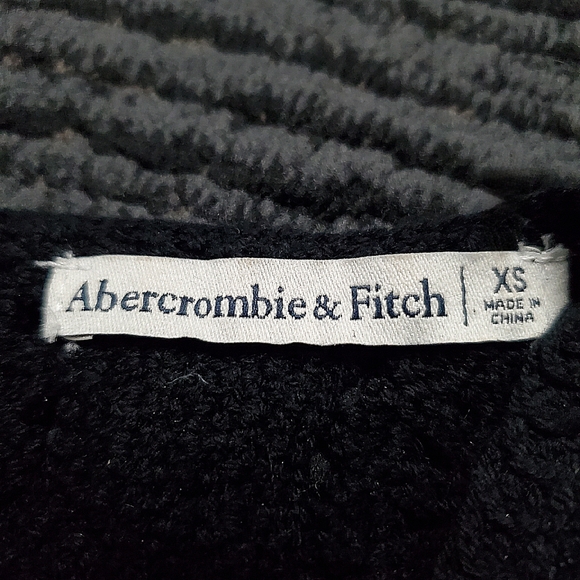 Abercrombie & Fitch | XS
MADE IN
CHINA